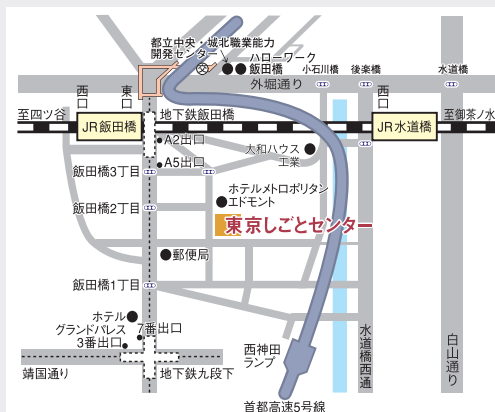 都立中央・城北職業能力
開発センター
ハローワーク
飯田橋
小石川橋
後楽橋
水道橋
外堀通り
西口
東口
西口
至四ツ谷
JR飯田橋
地下鉄飯田橋
JR水道橋
至御茶ノ水
A2出口
大和ハウス
工業
A5出口
飯田橋3丁目
ホテルメトロポリタン
エドモント
飯田橋2丁目
東京しごとセンター
郵便局
飯田橋1丁目
ホテル
グランドパレス
7番出口
3番出口
西神田
ランプ
水道橋西通り
白山通り
靖国通り
地下鉄九段下
首都高速5号線